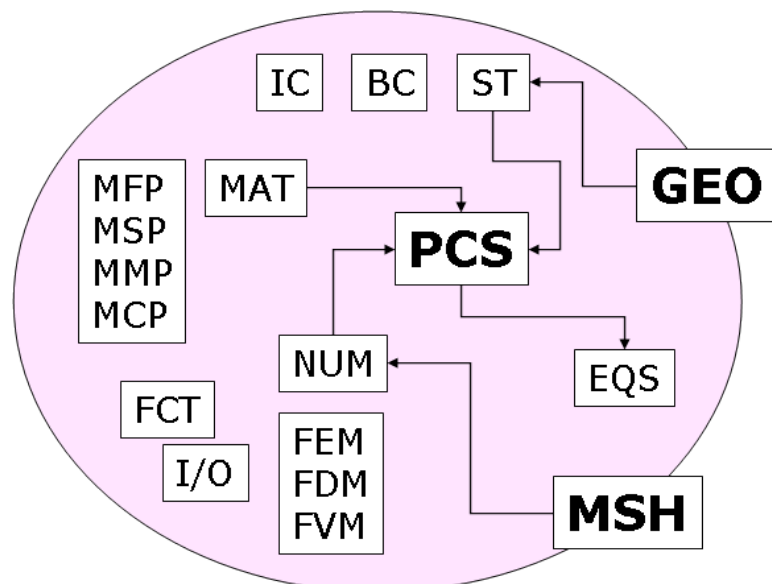 IC
BC
ST
GEO
MFP
MSP
MMP
MCP
MAT
PCS
NUM
EQS
FCT
I/O
FEM
FDM
FVM
MSH